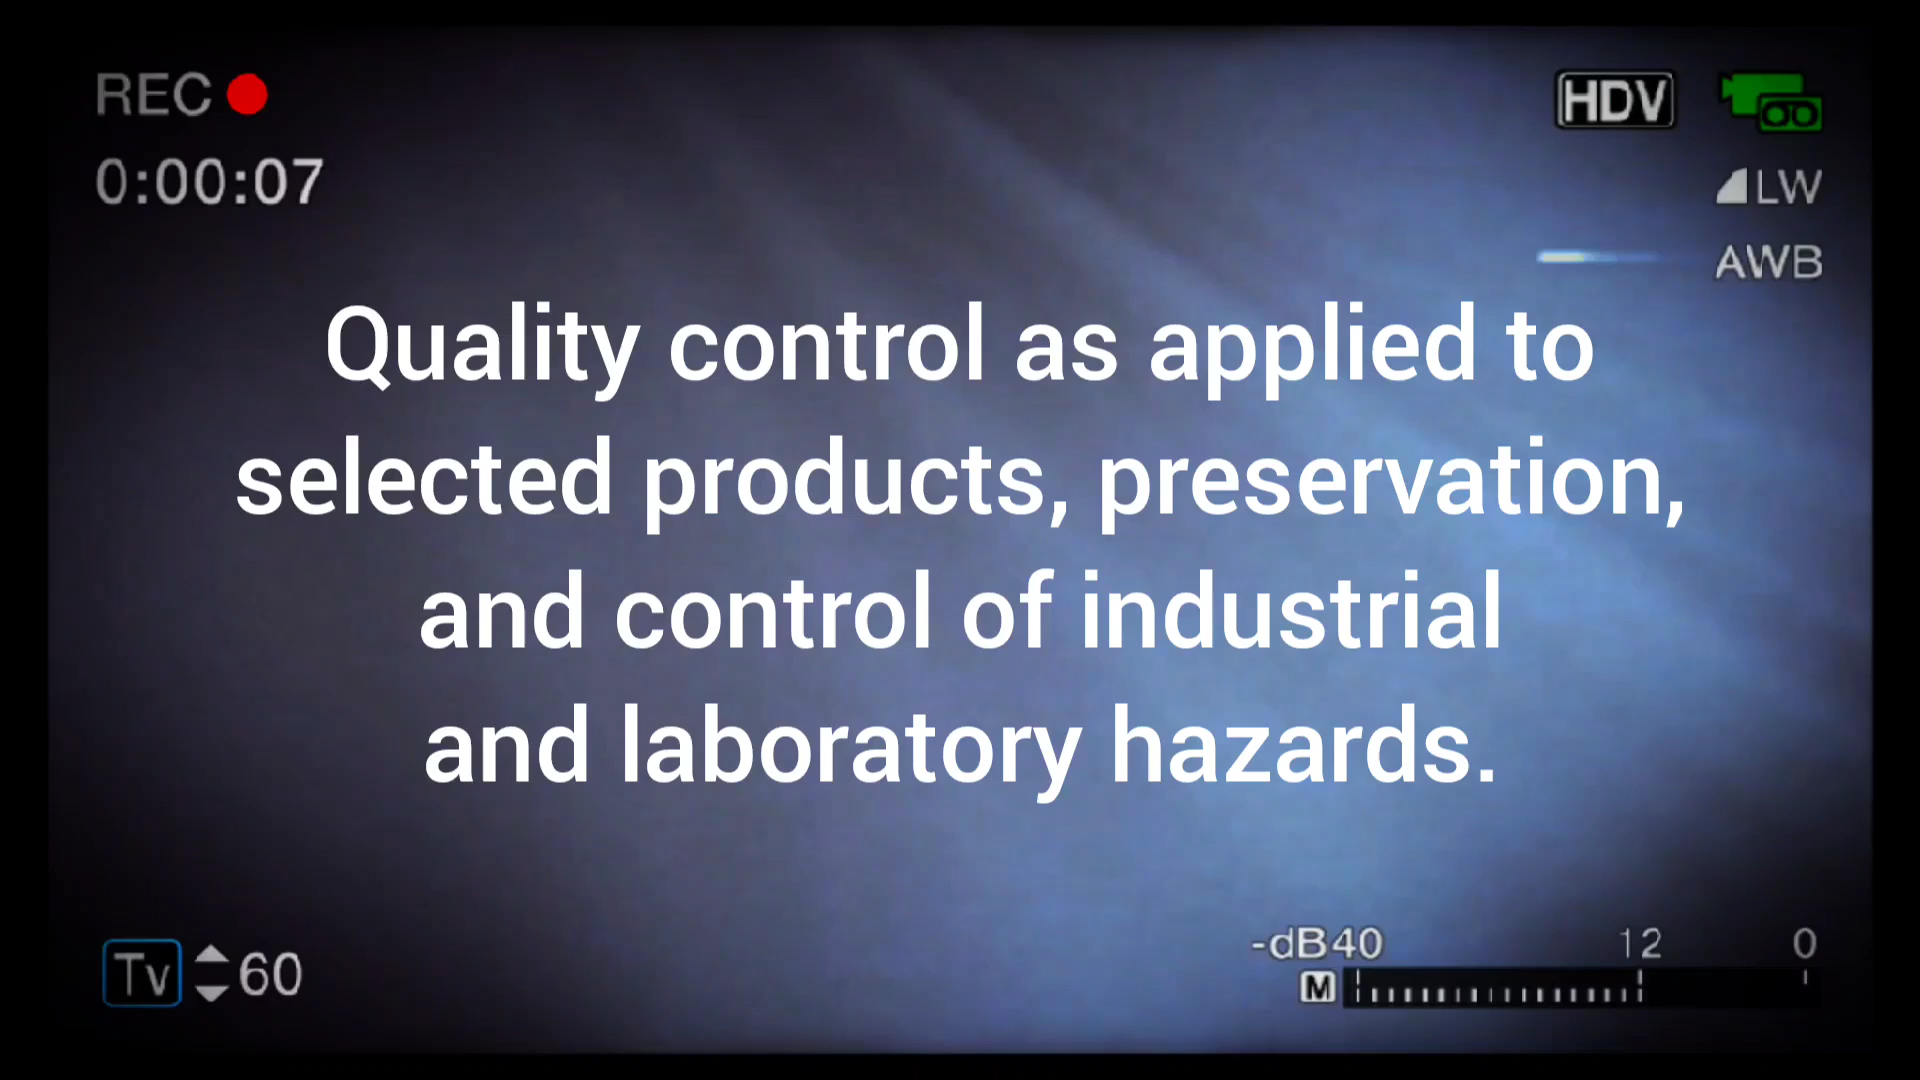 REC HDV
0:00:07 LW
AWB
Quality control as applied to
selected products, preservation,
and control of industrial
and laboratory hazards.
-dB40 12 0
Tv 60 M